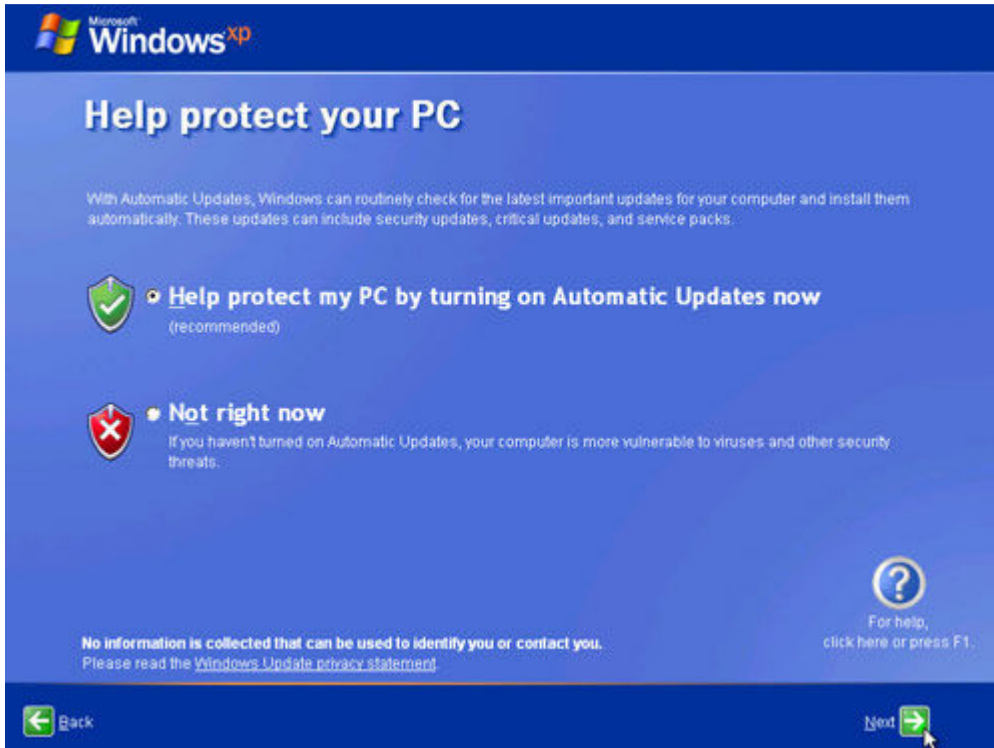 Microsoft
Windows xp
Help protect your PC
With Automatic Updates, Windows can routinely check for the latest important updates for your computer and install them
automatically. These updates can include security updates, critical updates, and service packs.
Help protect my PC by turning on Automatic Updates now
(recommended)
Not right now
If you haven't turned on Automatic Updates, your computer is more vulnerable to viruses and other security
threats.
For help,
click here or press F1.
No information is collected that can be used to identify you or contact you.
Please read the Windows Update privacy statement.
Back
Next